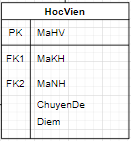 HocVien
PK MaHV
FK1 MaKH
FK2 MaNH
ChuyenDe
Diem